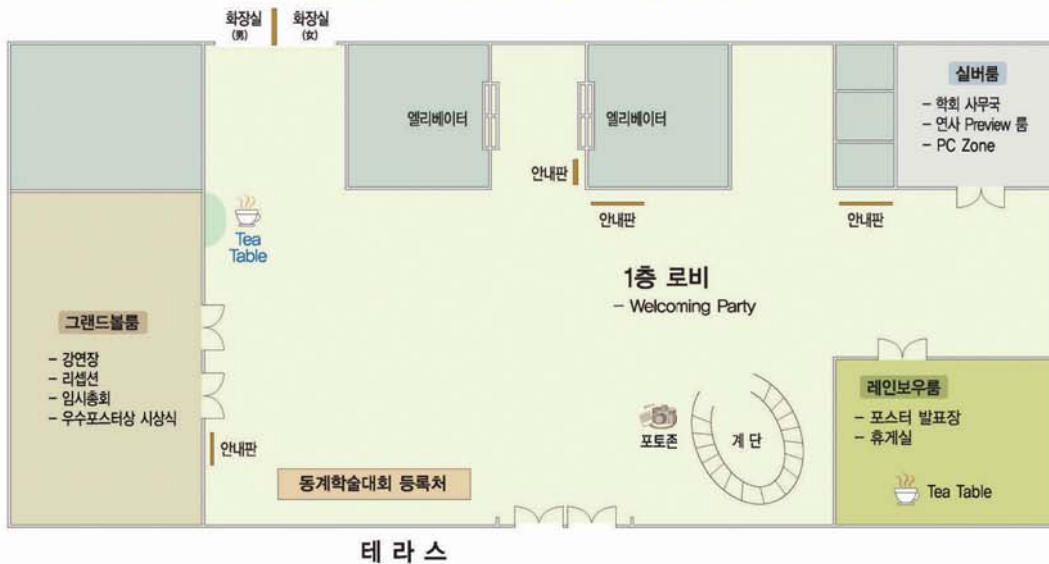 화장실
(男)
화장실
(女)
엘리베이터
엘리베이터
실버룸
- 학회 사무국
- 연사 Preview 룸
- PC Zone
안내판
안내판
안내판
Tea
Table
1층 로비
- Welcoming Party
그랜드볼룸
- 강연장
- 리셉션
- 임시총회
- 우수포스터상 시상식
안내판
동계학술대회 등록처
포토존
계 단
레인보우룸
- 포스터 발표장
- 휴게실
Tea Table
테 라 스